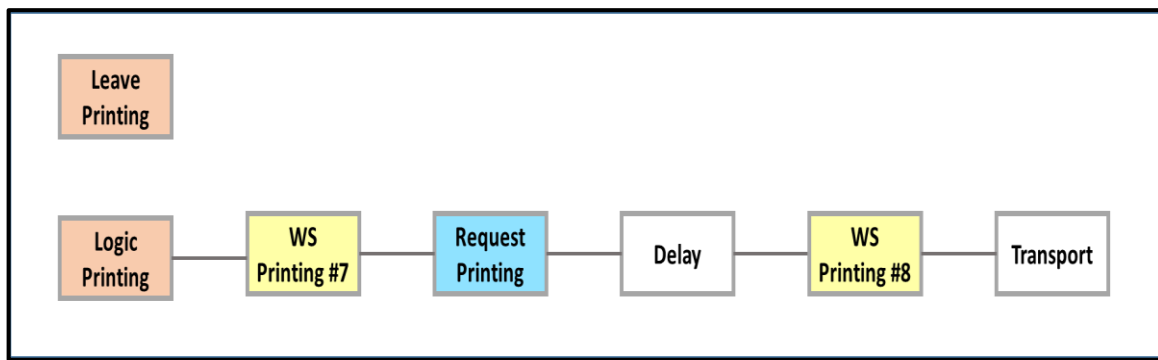 Leave
Printing
Logic
Printing
WS
Printing #7
Request
Printing
Delay
WS
Printing #8
Transport